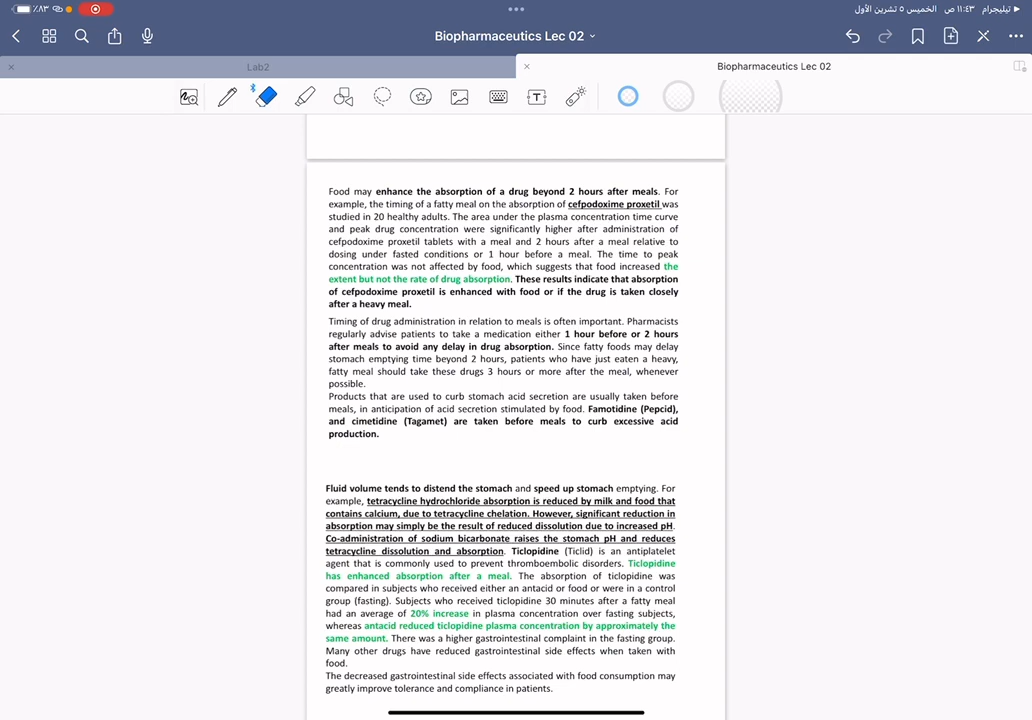 ٪٨٣
الخميس ٥ تشرين الأول ١١:٤٣ ص تيليجرام ◀
Biopharmaceutics Lec 02
Lab2
Biopharmaceutics Lec 02
Food may enhance the absorption of a drug beyond 2 hours after meals. For
example, the timing of a fatty meal on the absorption of cefpodoxime proxetil was
studied in 20 healthy adults. The area under the plasma concentration time curve
and peak drug concentration were significantly higher after administration of
cefpodoxime proxetil tablets with a meal and 2 hours after a meal relative to
dosing under fasted conditions or 1 hour before a meal. The time to peak
concentration was not affected by food, which suggests that food increased the
extent but not the rate of drug absorption. These results indicate that absorption
of cefpodoxime proxetil is enhanced with food or if the drug is taken closely
after a heavy meal.
Timing of drug administration in relation to meals is often important. Pharmacists
regularly advise patients to take a medication either 1 hour before or 2 hours
after meals to avoid any delay in drug absorption. Since fatty foods may delay
stomach emptying time beyond 2 hours, patients who have just eaten a heavy,
fatty meal should take these drugs 3 hours or more after the meal, whenever
possible.
Products that are used to curb stomach acid secretion are usually taken before
meals, in anticipation of acid secretion stimulated by food. Famotidine (Pepcid),
and cimetidine (Tagamet) are taken before meals to curb excessive acid
production.
Fluid volume tends to distend the stomach and speed up stomach emptying. For
example, tetracycline hydrochloride absorption is reduced by milk and food that
contains calcium, due to tetracycline chelation. However, significant reduction in
absorption may simply be the result of reduced dissolution due to increased pH.
Co-administration of sodium bicarbonate raises the stomach pH and reduces
tetracycline dissolution and absorption. Ticlopidine (Ticlid) is an antiplatelet
agent that is commonly used to prevent thromboembolic disorders. Ticlopidine
has enhanced absorption after a meal. The absorption of ticlopidine was
compared in subjects who received either an antacid or food or were in a control
group (fasting). Subjects who received ticlopidine 30 minutes after a fatty meal
had an average of 20% increase in plasma concentration over fasting subjects,
whereas antacid reduced ticlopidine plasma concentration by approximately the
same amount. There was a higher gastrointestinal complaint in the fasting group.
Many other drugs have reduced gastrointestinal side effects when taken with
food.
The decreased gastrointestinal side effects associated with food consumption may
greatly improve tolerance and compliance in patients.